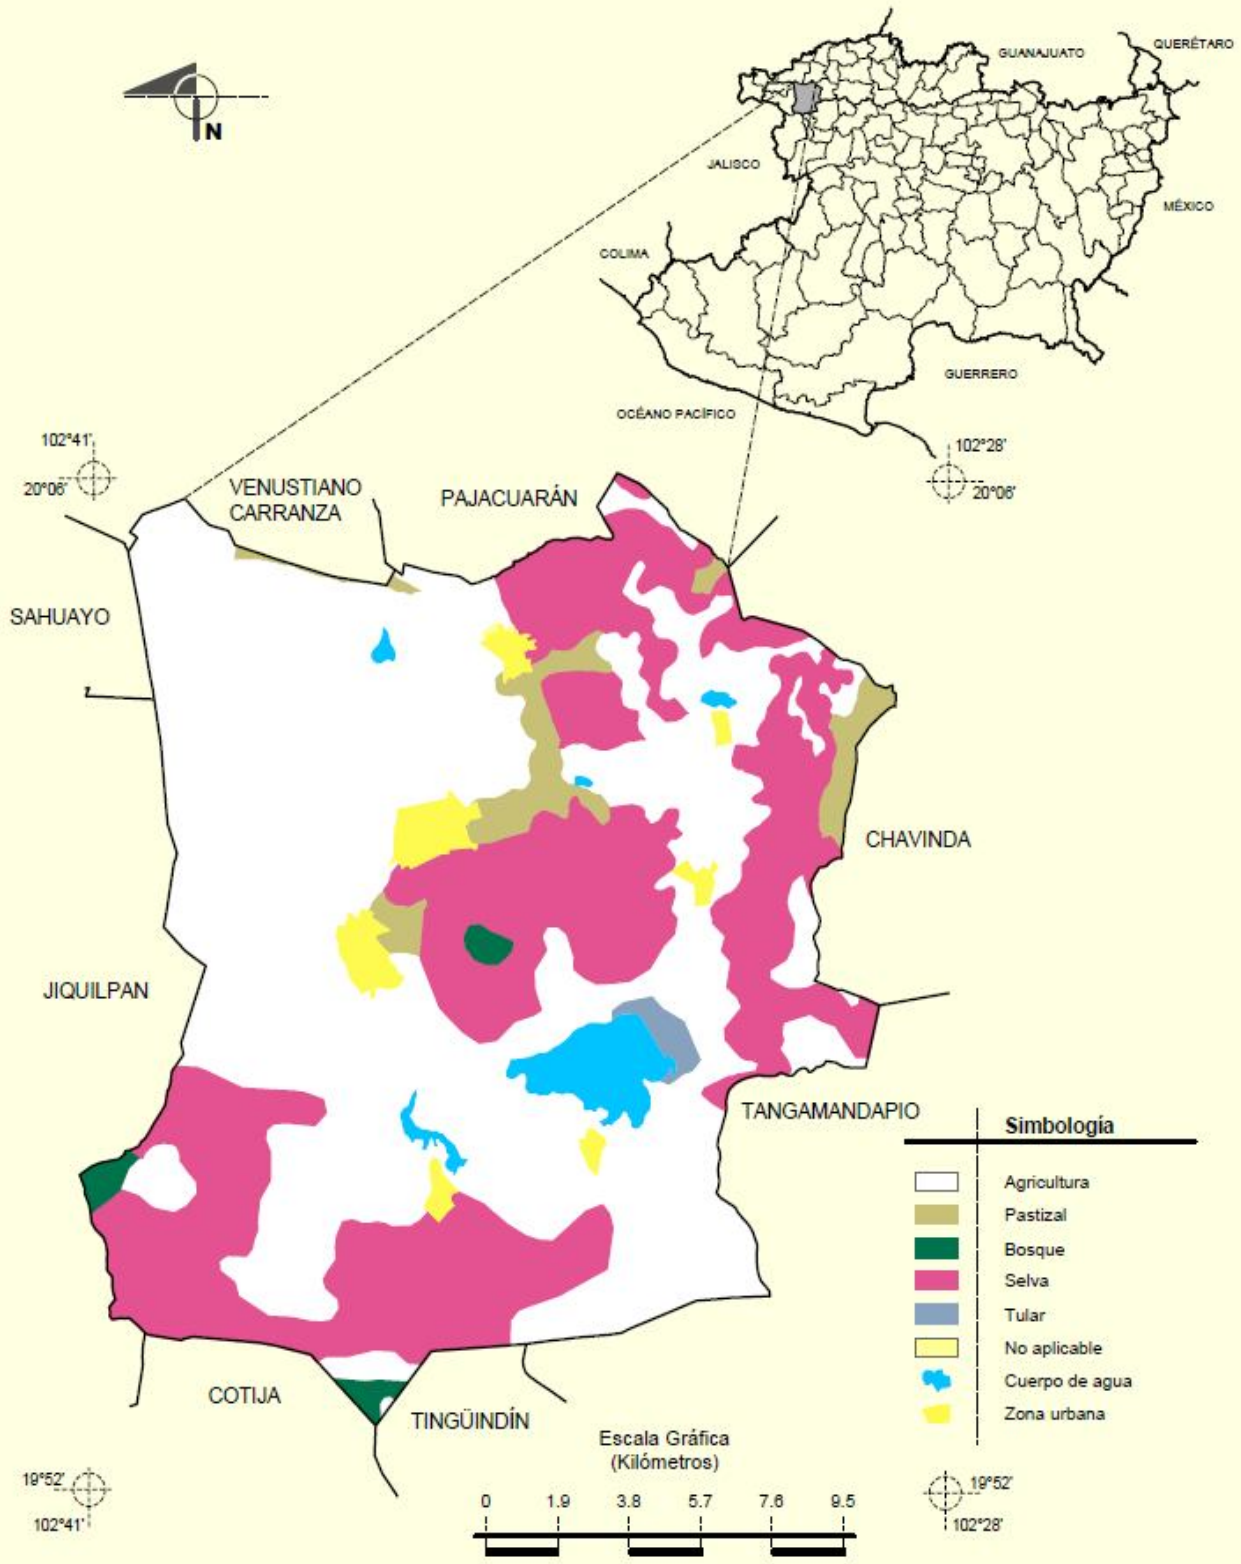 N
GUANAJUATO
QUERÉTARO
JALISCO
MÉXICO
COLIMA
GUERRERO
OCÉANO PACÍFICO
102°41'
20°06'
102°28'
20°06'
VENUSTIANO
CARRANZA
PAJACUARÁN
SAHUAYO
CHAVINDA
JIQUILPAN
TANGAMANDAPIO
COTIJA
TINGÜINDÍN
Simbología
Agricultura
Pastizal
Bosque
Selva
Tular
No aplicable
Cuerpo de agua
Zona urbana
Escala Gráfica
(Kilómetros)
0 1.9 3.8 5.7 7.6 9.5
19°52'
102°41'
19°52'
102°28'